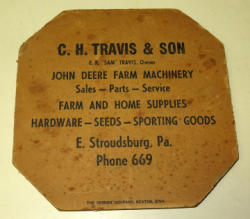 C. H. TRAVIS & SON
E. R. "SAM" TRAVIS, Owner
JOHN DEERE FARM MACHINERY
Sales — Parts — Service
FARM AND HOME SUPPLIES
HARDWARE — SEEDS — SPORTING GOODS
E. Stroudsburg, Pa.
Phone 669
COMPANY,